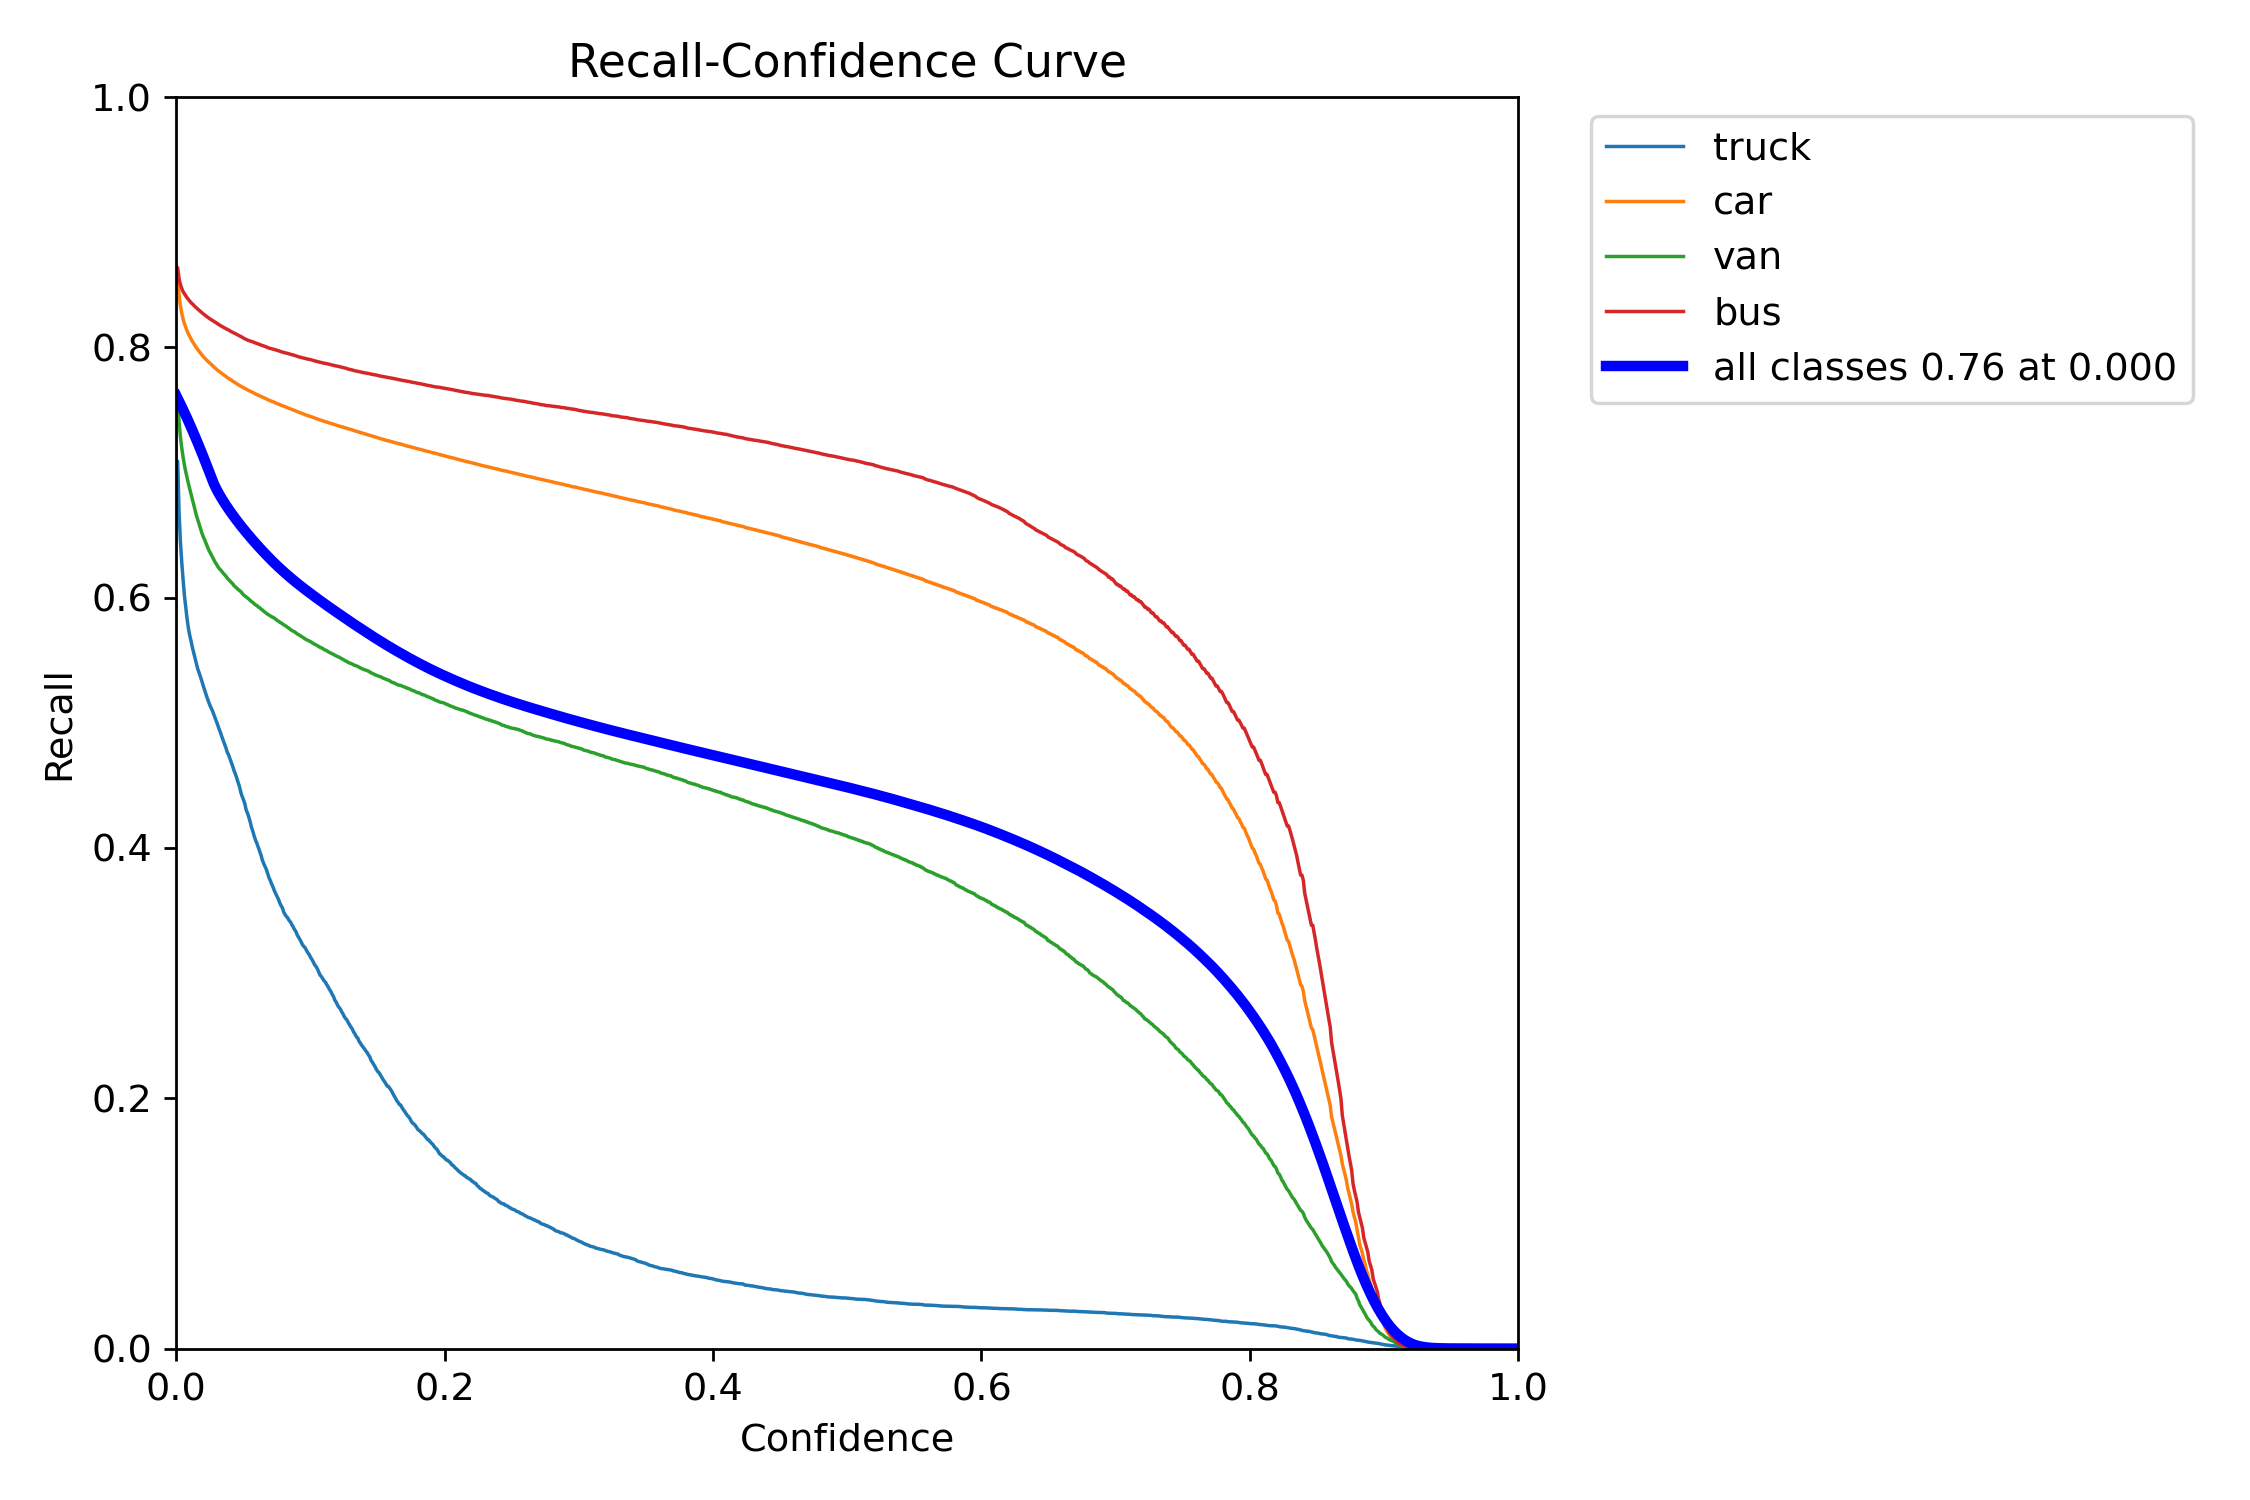 Recall-Confidence Curve
1.0
0.8
0.6
0.4
0.2
0.0
Recall
0.0 0.2 0.4 0.6 0.8 1.0
Confidence
truck
car
van
bus
all classes 0.76 at 0.000